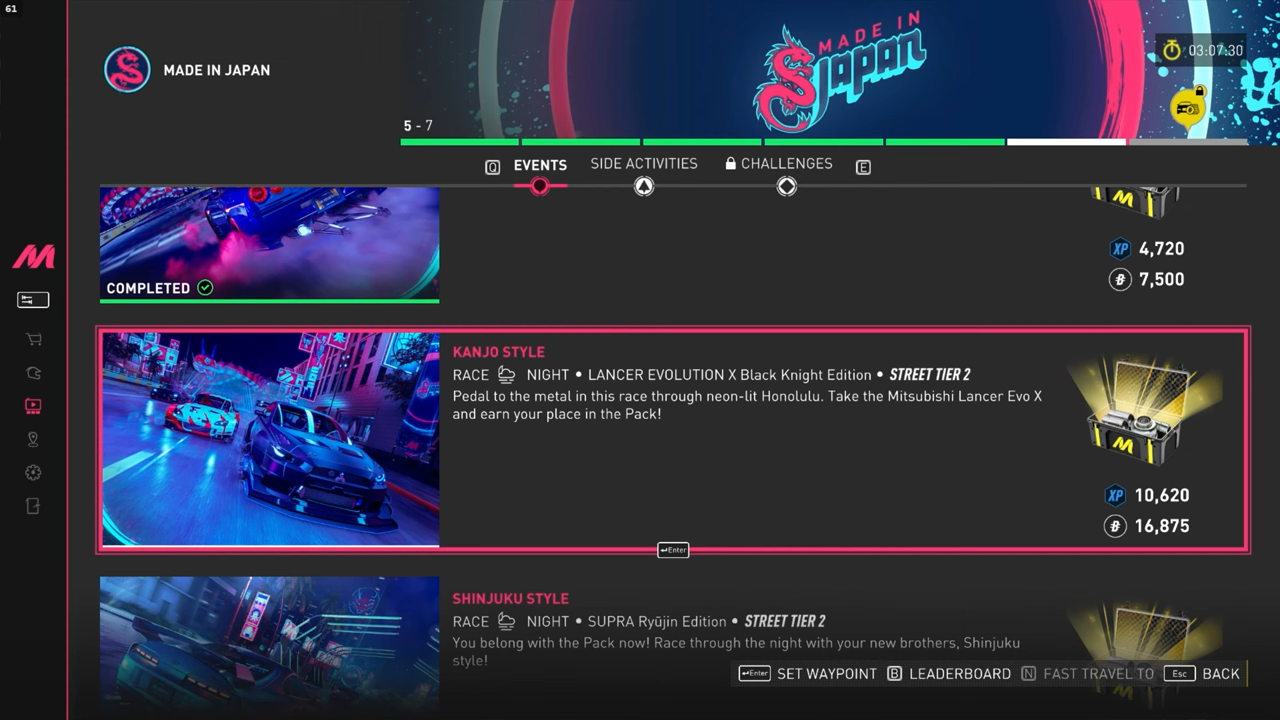 61
MADE IN JAPAN
MADE IN
JAPAN
03:07:30
5 - 7
Q EVENTS SIDE ACTIVITIES CHALLENGES E
COMPLETED
XP 4,720
7,500
KANJO STYLE
RACE NIGHT • LANCER EVOLUTION X Black Knight Edition • STREET TIER 2
Pedal to the metal in this race through neon-lit Honolulu. Take the Mitsubishi Lancer Evo X
and earn your place in the Pack!
XP 10,620
16,875
Enter
SHINJUKU STYLE
RACE NIGHT • SUPRA Ryūjin Edition • STREET TIER 2
You belong with the Pack now! Race through the night with your new brothers, Shinjuku
style!
Enter SET WAYPOINT B LEADERBOARD N FAST TRAVEL TO Esc BACK